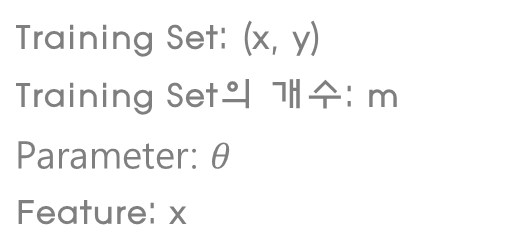 Training Set: (x, y)
Training Set의 개수: m
Parameter: θ
Feature: x